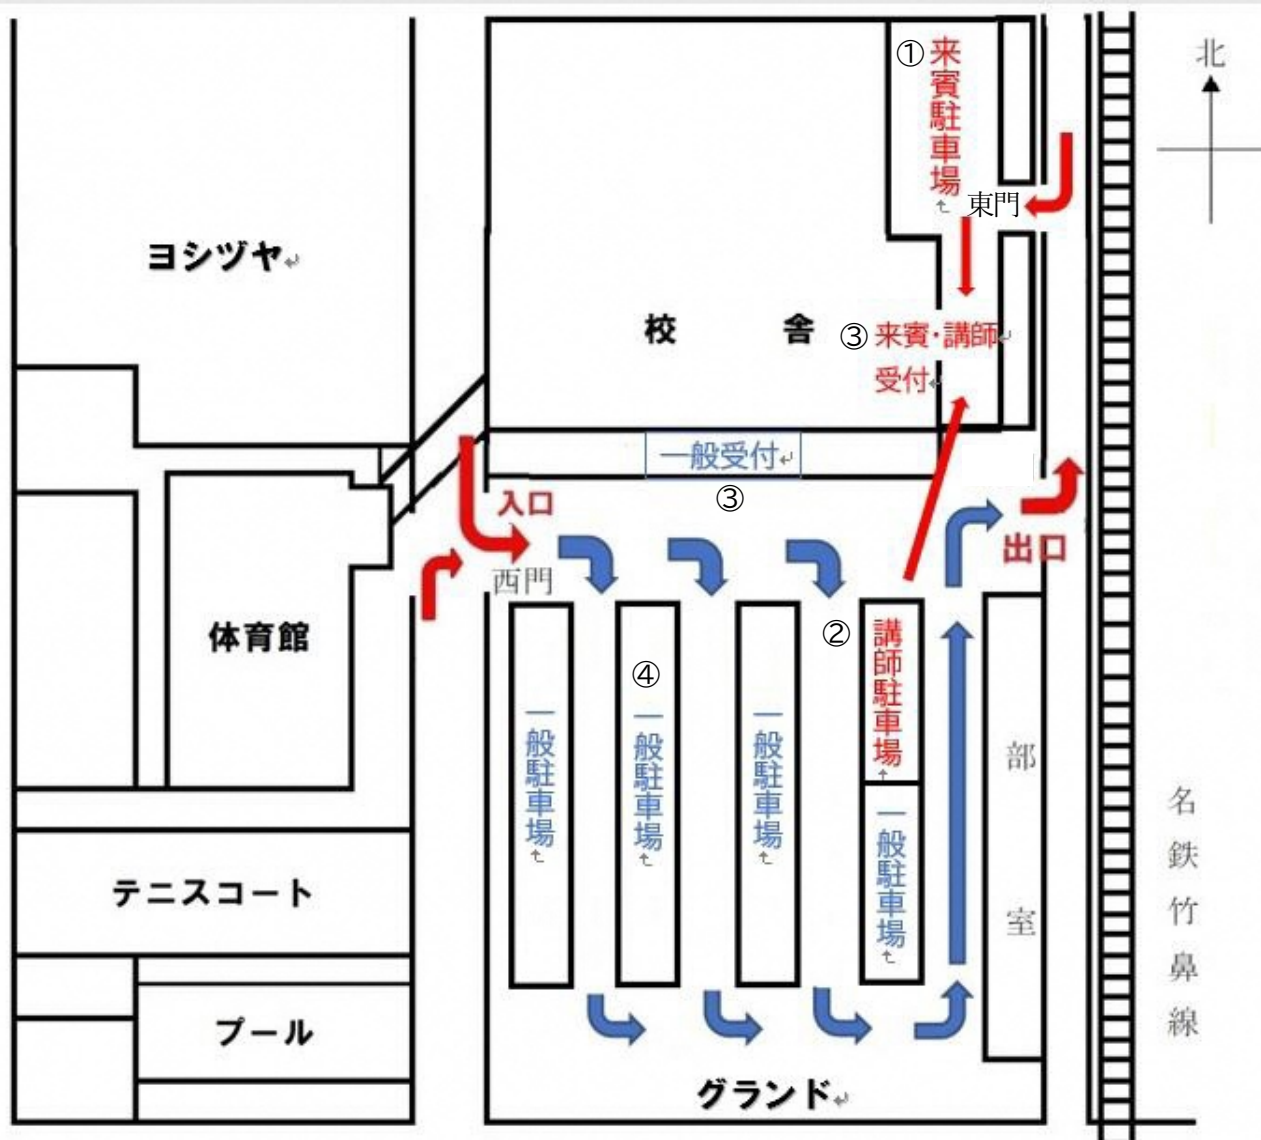 北
①来賓駐車場
東門
ヨシヅヤ
校舎
③来賓・講師
受付
一般受付
③
入口
西門
出口
体育館
②講師駐車場
④
一般駐車場
一般駐車場
一般駐車場
一般駐車場
部室
名鉄竹鼻線
テニスコート
プール
グランド